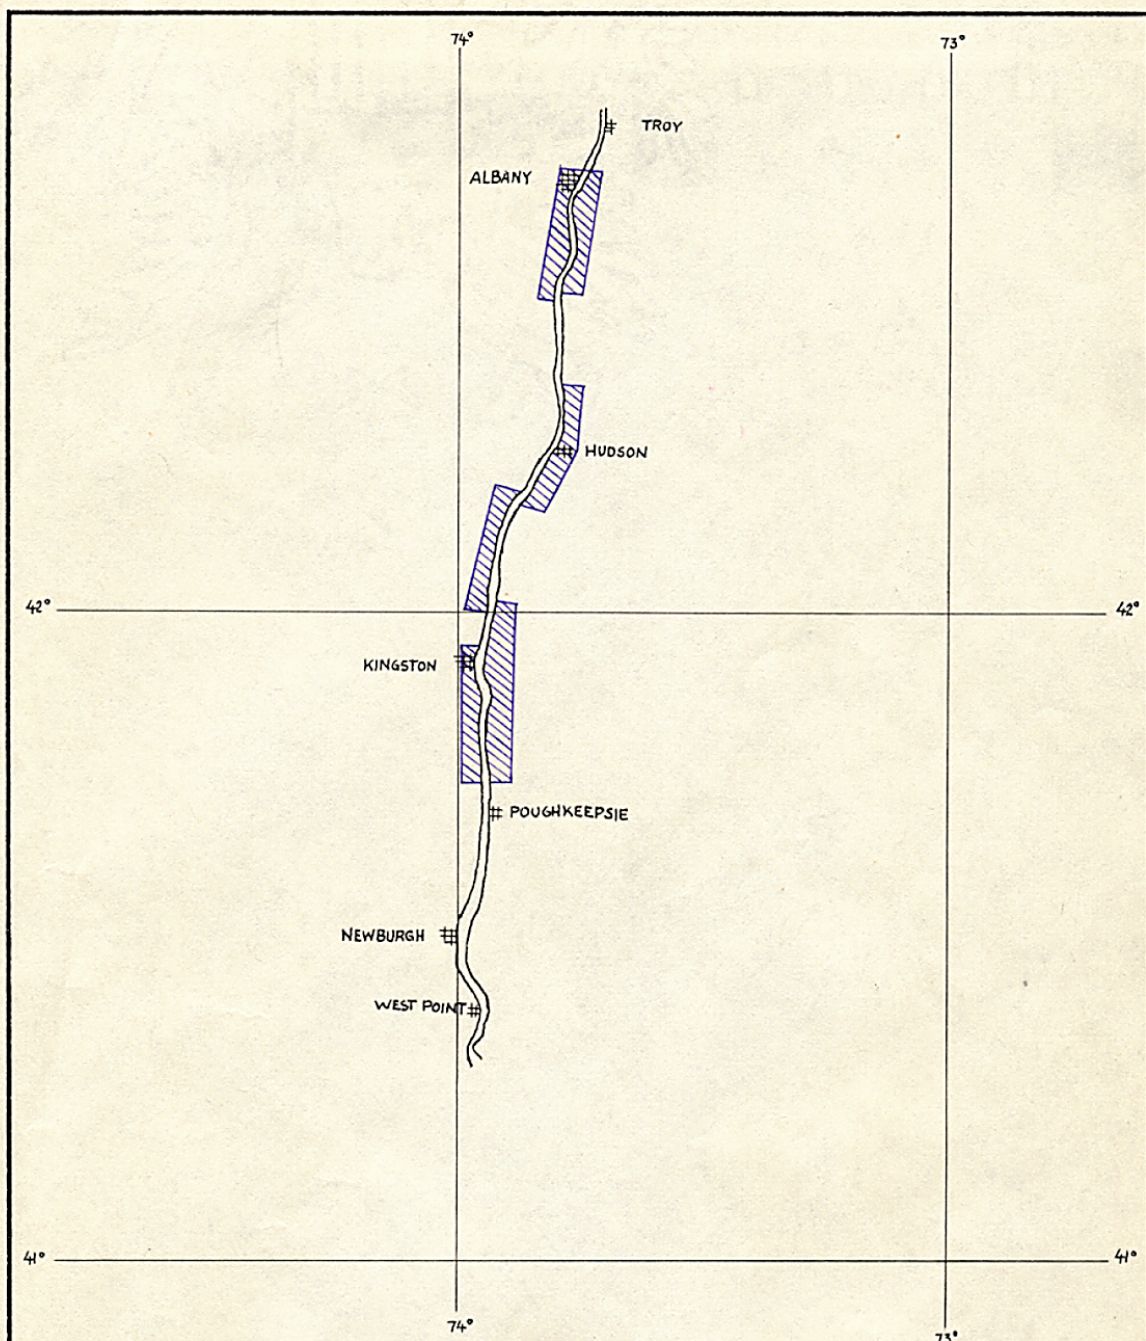 74°
73°
TROY
ALBANY
HUDSON
42°
42°
KINGSTON
POUGHKEEPSIE
NEWBURGH
WEST POINT
41°
41°
74°
73°